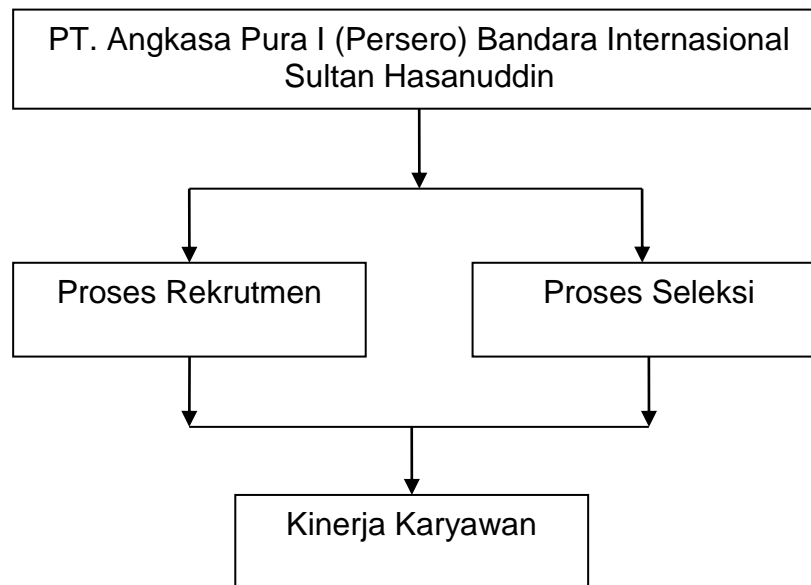 PT. Angkasa Pura I (Persero) Bandara Internasional
Sultan Hasanuddin
Proses Rekrutmen
Proses Seleksi
Kinerja Karyawan